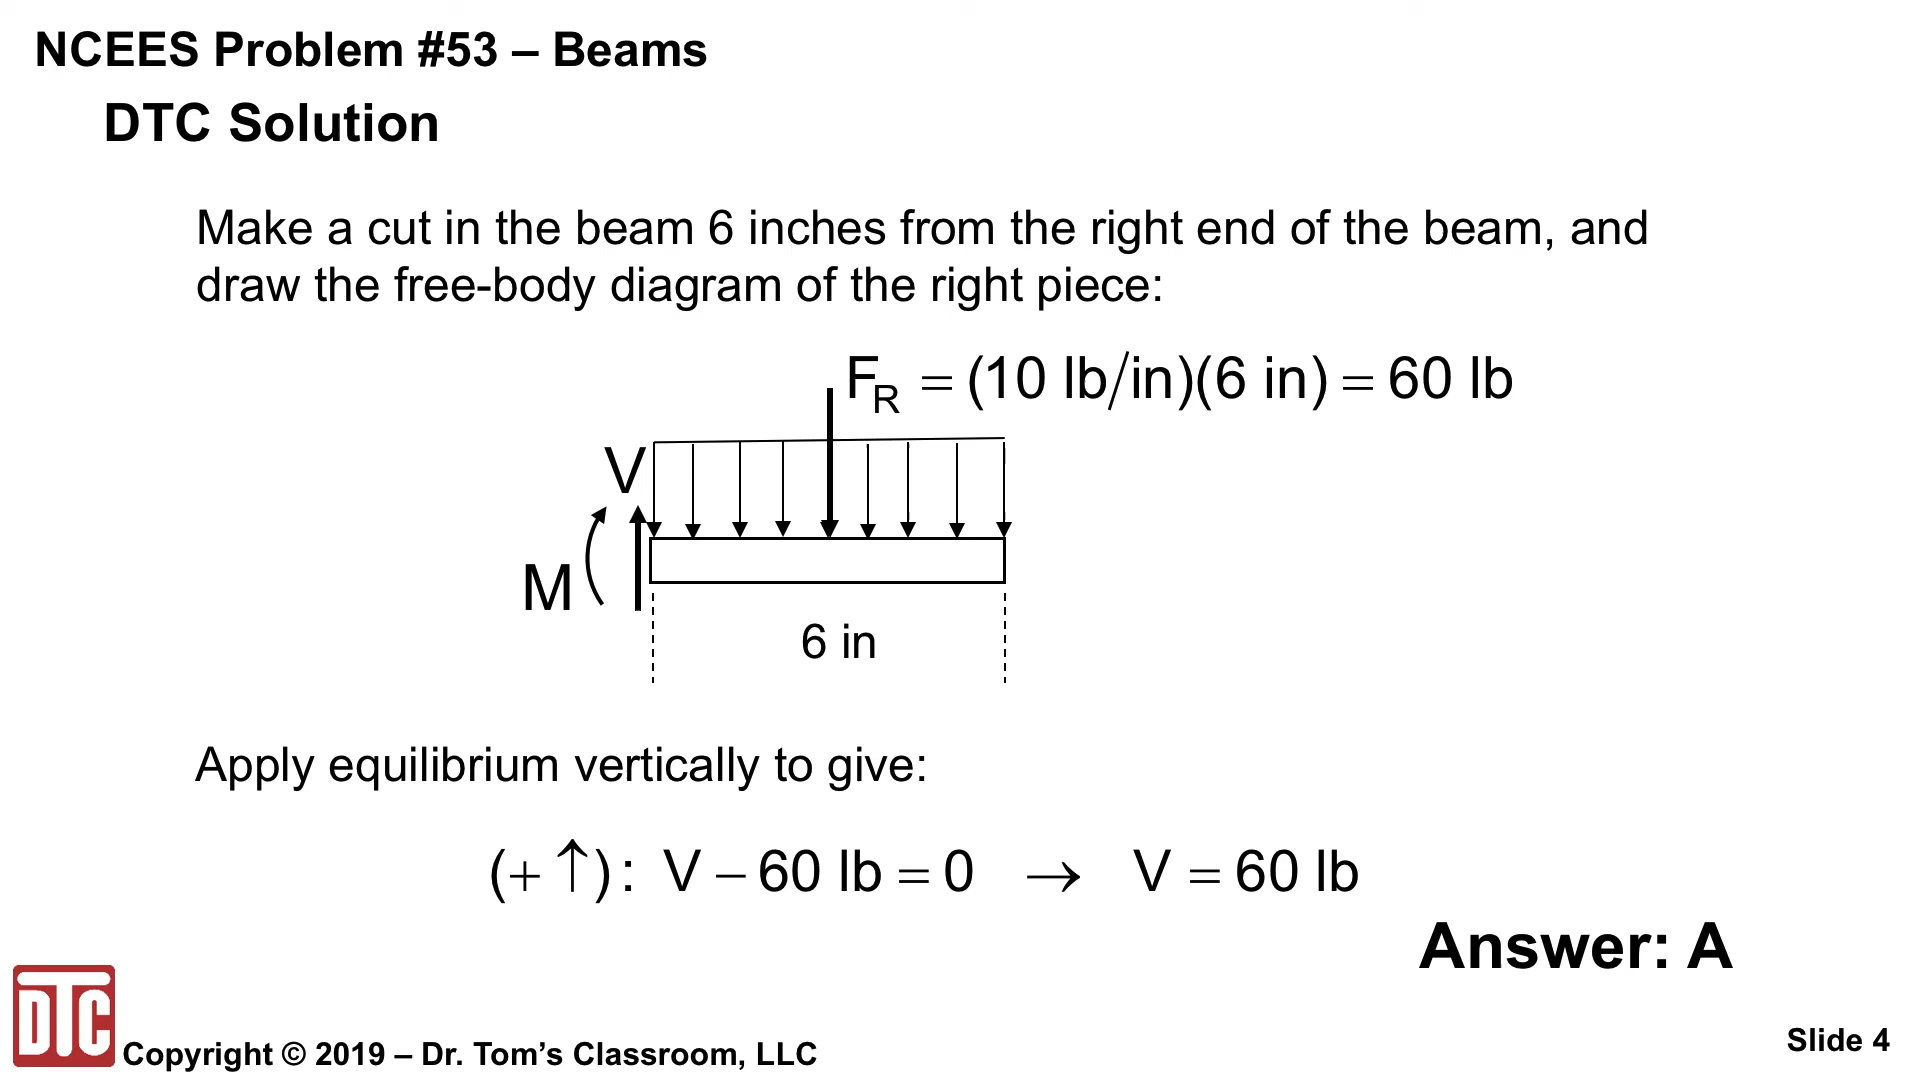 NCEES Problem #53 – Beams
DTC Solution
Make a cut in the beam 6 inches from the right end of the beam, and
draw the free-body diagram of the right piece:
F_R = (10 lb/in)(6 in) = 60 lb
V
M
6 in
Apply equilibrium vertically to give:
(+ ↑): V – 60 lb = 0 → V = 60 lb
Answer: A
DTC
Copyright © 2019 – Dr. Tom’s Classroom, LLC
Slide 4